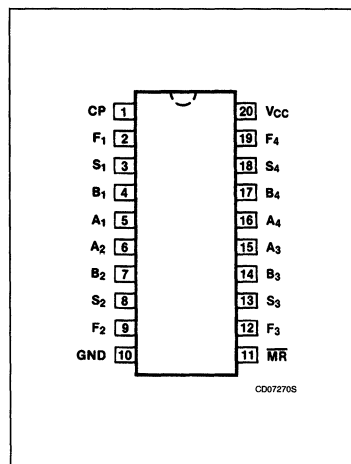 CP 1 20 VCC
F1 2 19 F4
S1 3 18 S4
B1 4 17 B4
A1 5 16 A4
A2 6 15 A3
B2 7 14 B3
S2 8 13 S3
F2 9 12 F3
GND 10 11 MR
CD07270S